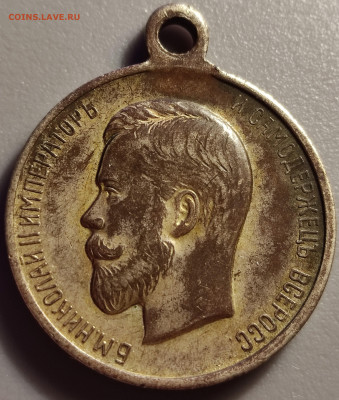 COINS.LAVE.RU
Б.М.НИКОЛАЙ II ИМПЕРАТОРЪ
И САМОДЕРЖЕЦЪ ВСЕРОСС.